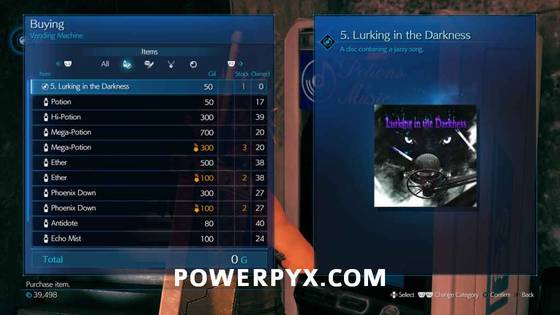 Buying
Vending Machine
Items
All
Item Gil Stock Owned
5. Lurking in the Darkness 50 1 0
Potion 50 17
Hi-Potion 300 39
Mega-Potion 700 20
Mega-Potion 300 3 20
Ether 500 38
Ether 100 2 38
Phoenix Down 300 27
Phoenix Down 100 2 27
Antidote 80 40
Echo Mist 100 24
Total 0 G
Purchase item.
39,498
5. Lurking in the Darkness
A disc containing a jazzy song.
Potions
Music
Lurking in the Darkness
POWERPYX.COM
Select Change Category Confirm Back